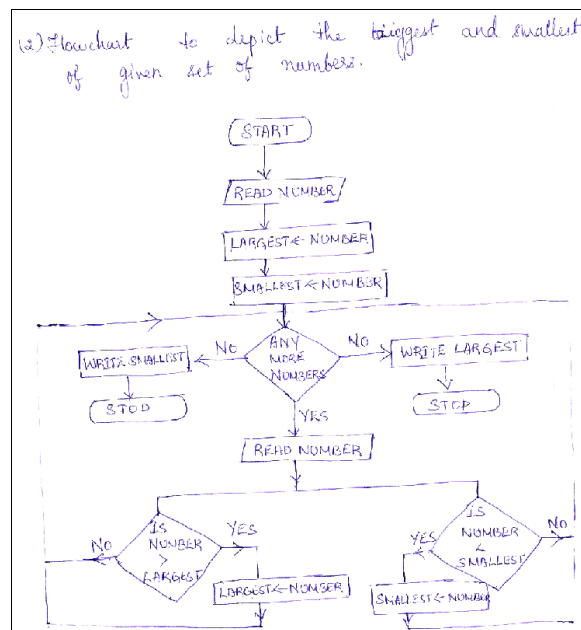 (2) Flowchart to depict the biggest and smallest
of given set of numbers.
START
READ NUMBER
LARGEST ← NUMBER
SMALLEST ← NUMBER
ANY
MORE
NUMBERS
NO
NO
WRITE SMALLEST
WRITE LARGEST
STOP
STOP
YES
READ NUMBER
IS
NUMBER
>
LARGEST
NO
YES
IS
NUMBER
<
SMALLEST
YES
NO
LARGEST ← NUMBER
SMALLEST ← NUMBER